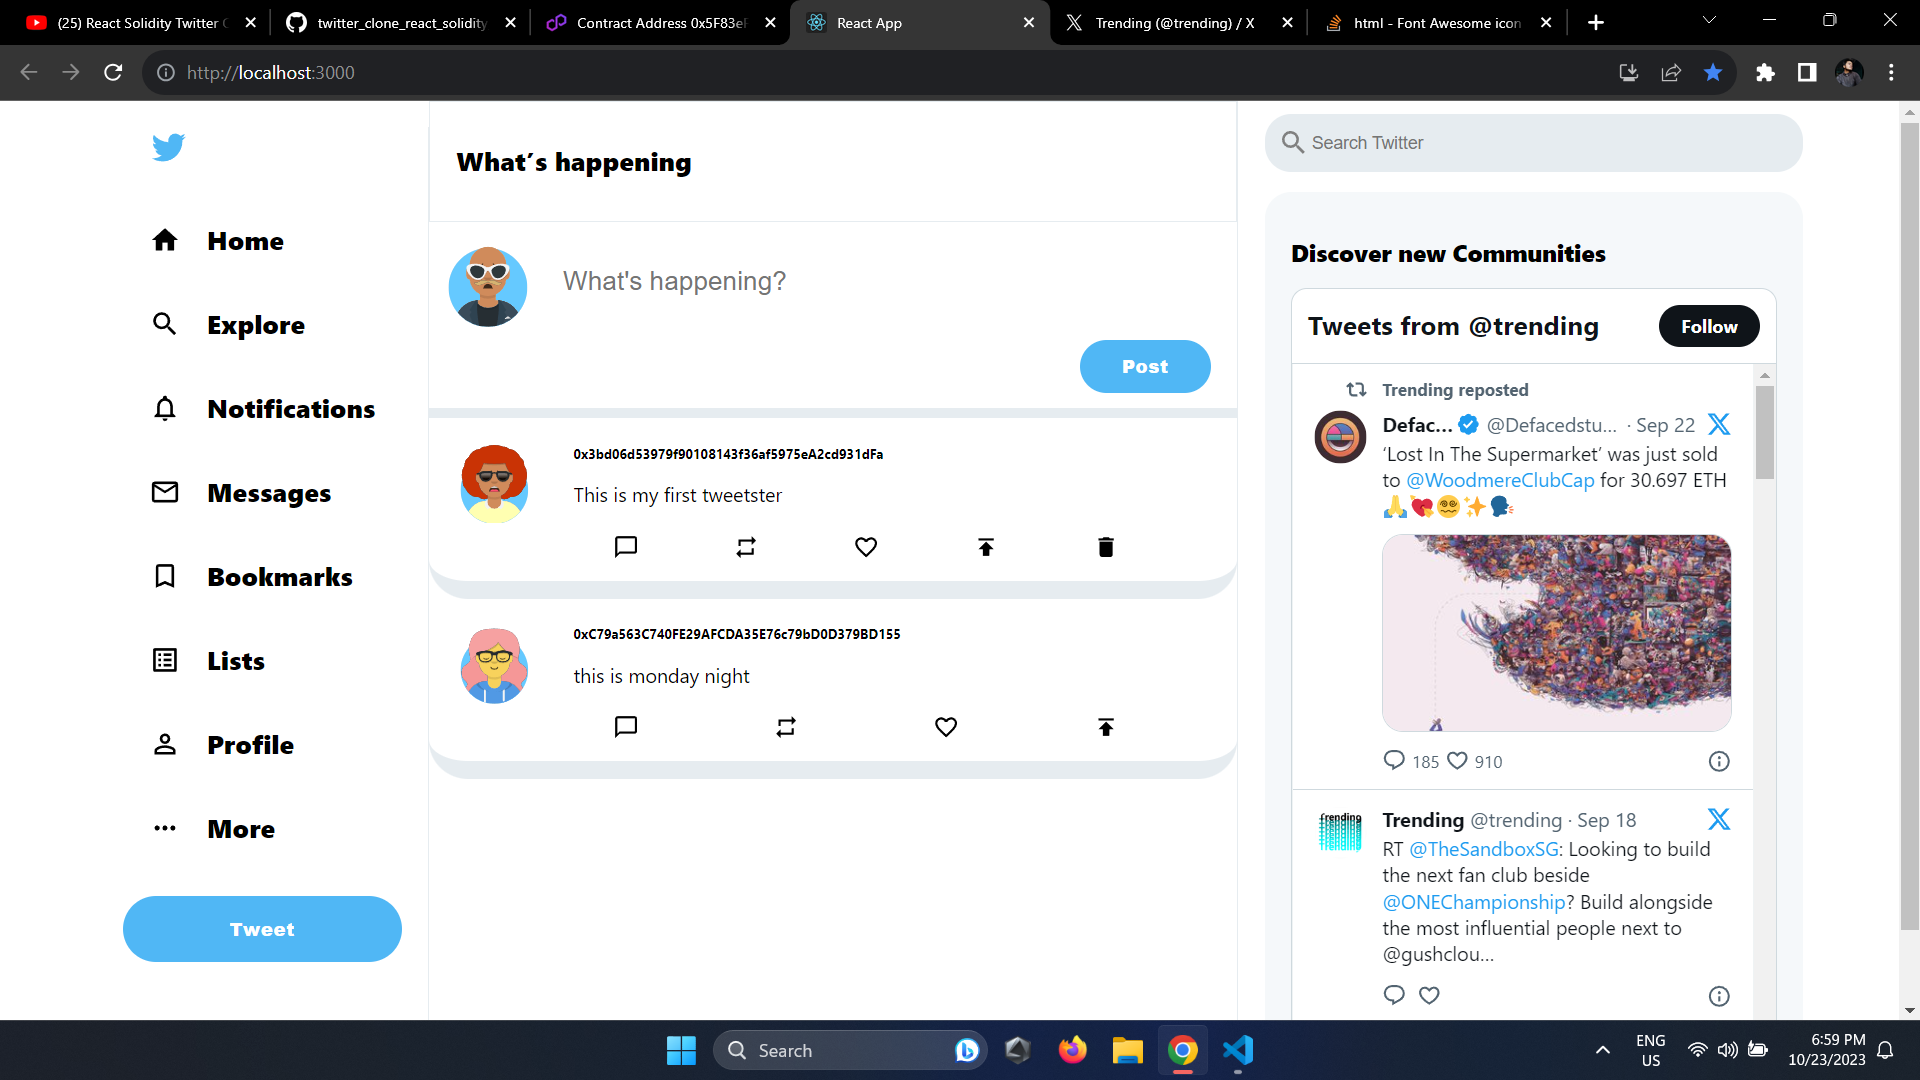 (25) React Solidity Twitter
twitter_clone_react_solidity
Contract Address 0x5F83e
React App
Trending (@trending) / X
html - Font Awesome icon
http://localhost:3000
What's happening
Search Twitter
Home
Explore
Notifications
Messages
Bookmarks
Lists
Profile
More
Tweet
What's happening?
Post
0x3bd06d53979f90108143f36af5975eA2cd931dFa
This is my first tweetster
0xC79a563C740FE29AFCDA35E76c79bD0D379BD155
this is monday night
Discover new Communities
Tweets from @trending
Follow
Trending reposted
Defac... @Defacedstu... · Sep 22
‘Lost In The Supermarket’ was just sold
to @WoodmereClubCap for 30.697 ETH
🙏💘😵‍💫✨🗣️
185 910
Trending @trending · Sep 18
RT @TheSandboxSG: Looking to build
the next fan club beside
@ONEChampionship? Build alongside
the most influential people next to
@gushclou...
trending
Search
ENG
US
6:59 PM
10/23/2023